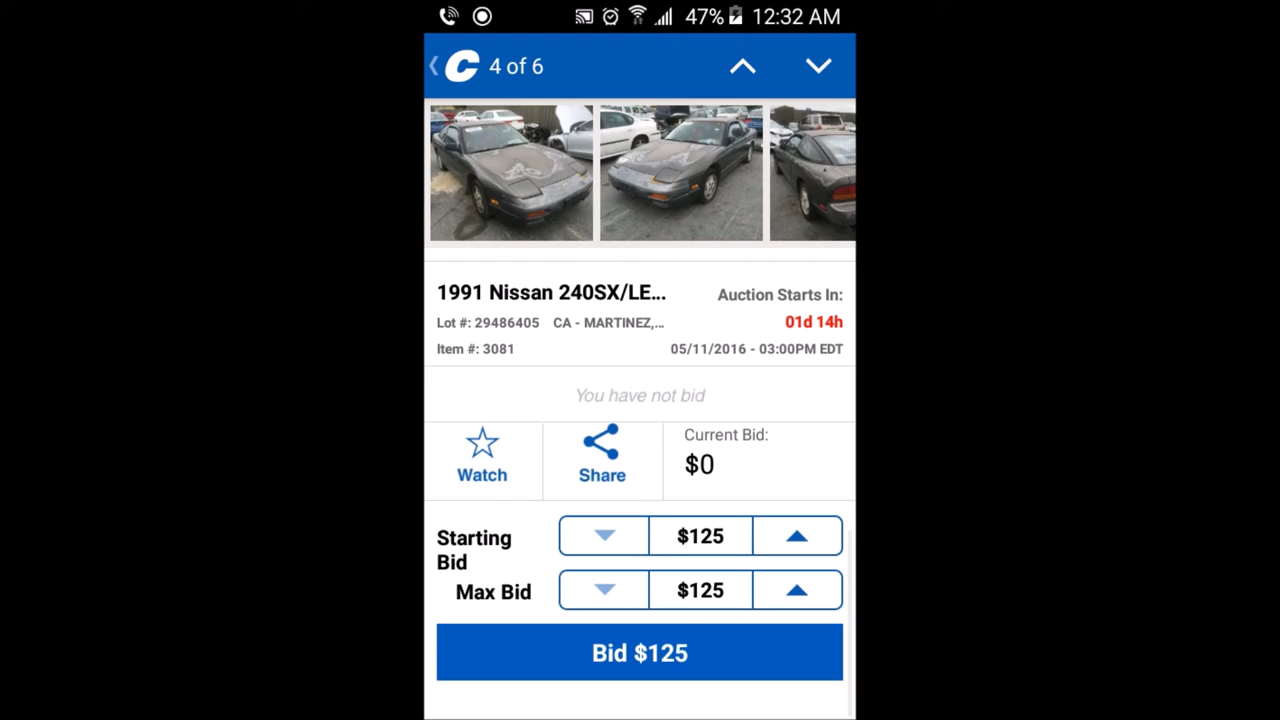 47% 12:32 AM
C 4 of 6
1991 Nissan 240SX/LE... Auction Starts In:
Lot #: 29486405 CA - MARTINEZ,... 01d 14h
Item #: 3081 05/11/2016 - 03:00PM EDT
You have not bid
Watch Share Current Bid:
$0
Starting Bid $125
Max Bid $125
Bid $125